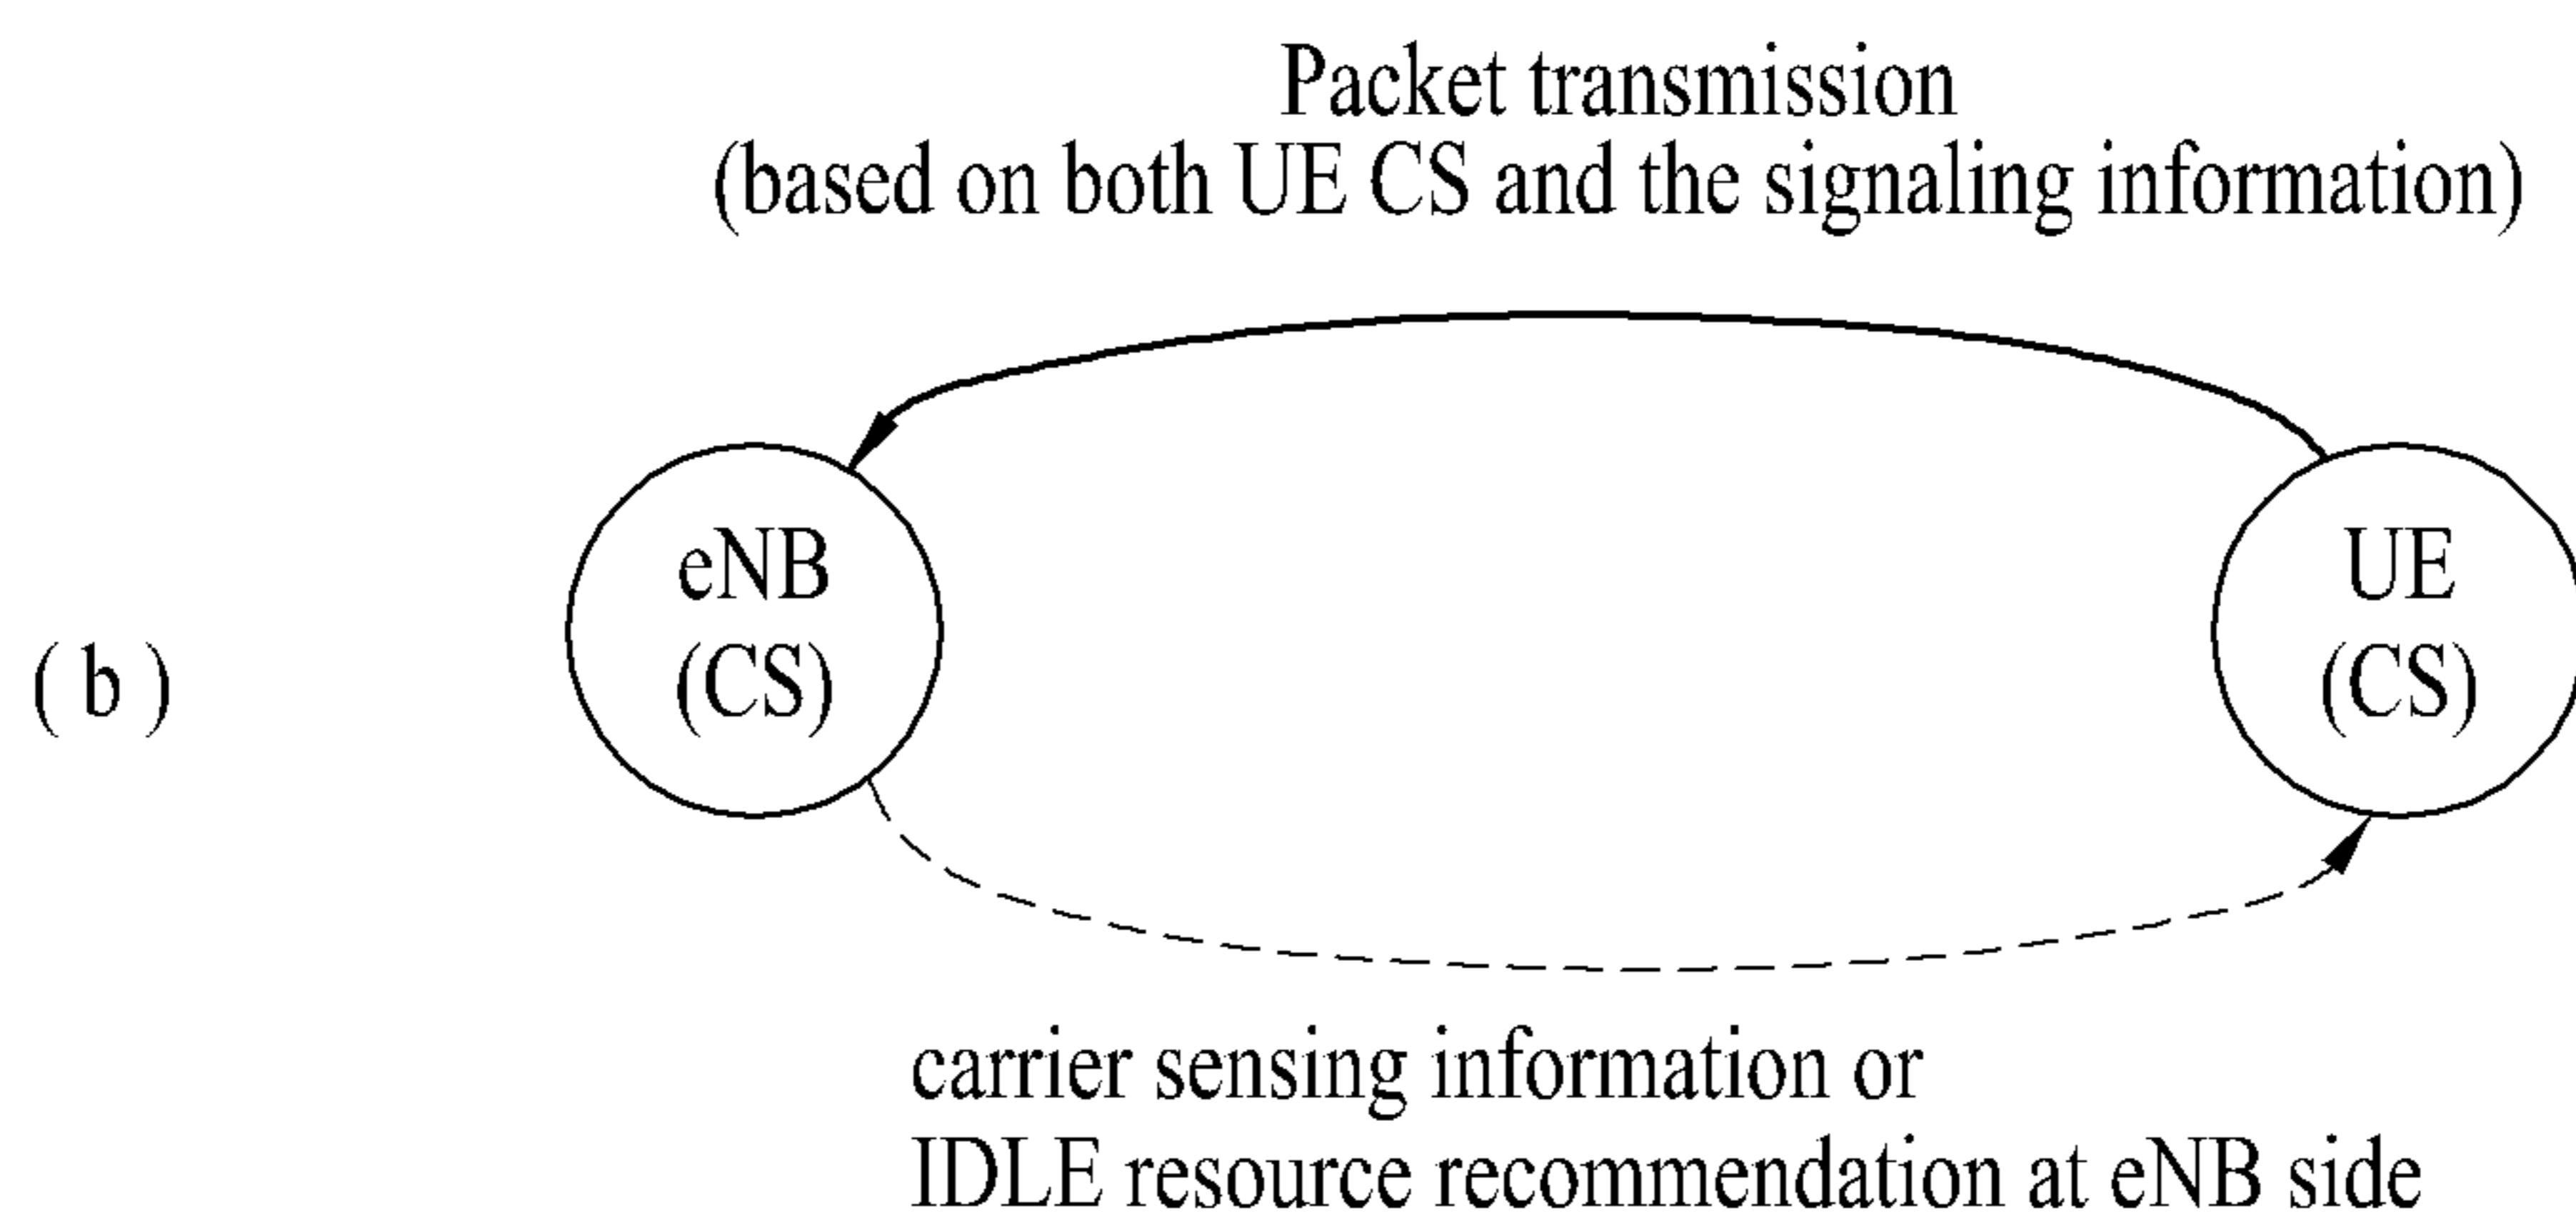 Packet transmission
(based on both UE CS and the signaling information)
eNB
(CS)
UE
(CS)
( b )
carrier sensing information or
IDLE resource recommendation at eNB side